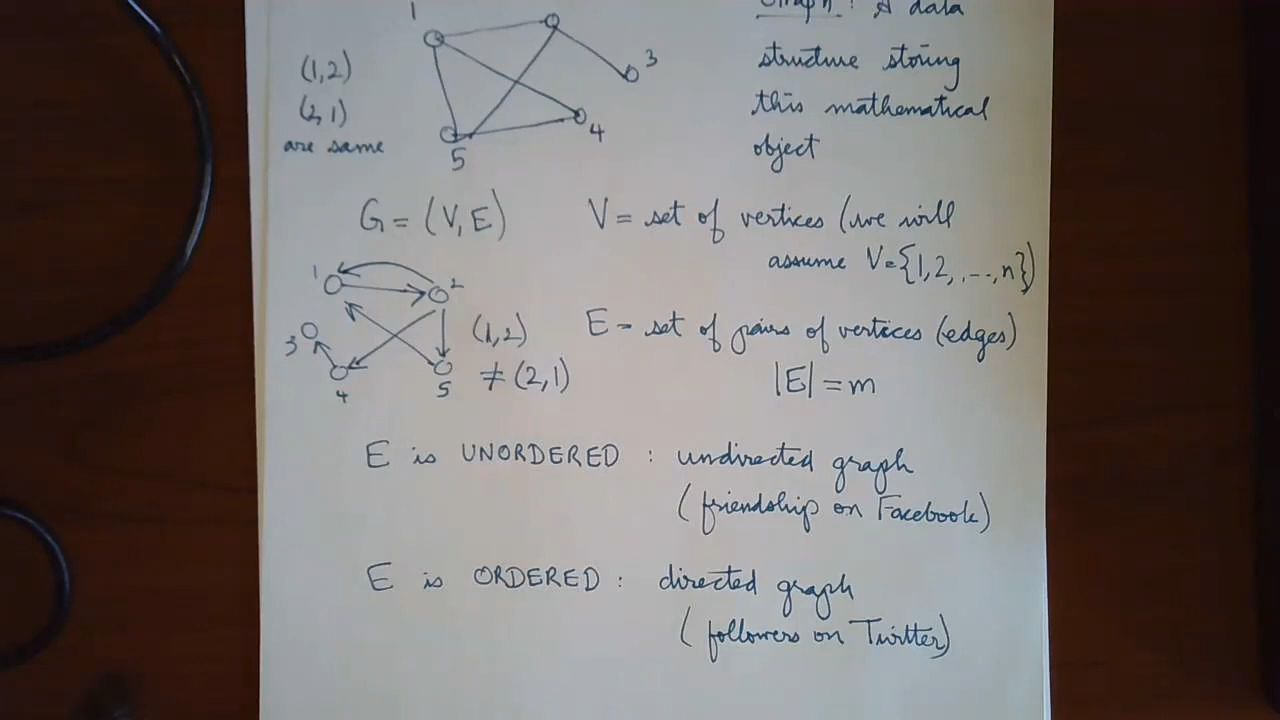 1
A data
(1,2)
3
structure storing
(2,1)
this mathematical
are same
4
object
5
G = (V, E)
V = set of vertices (we will
assume V = {1, 2, ..., n})
1
2
3
(1,2)
E = set of pairs of vertices (edges)
4
5
≠ (2,1)
|E| = m
E is UNORDERED : undirected graph
(friendship on Facebook)
E is ORDERED : directed graph
(followers on Twitter)